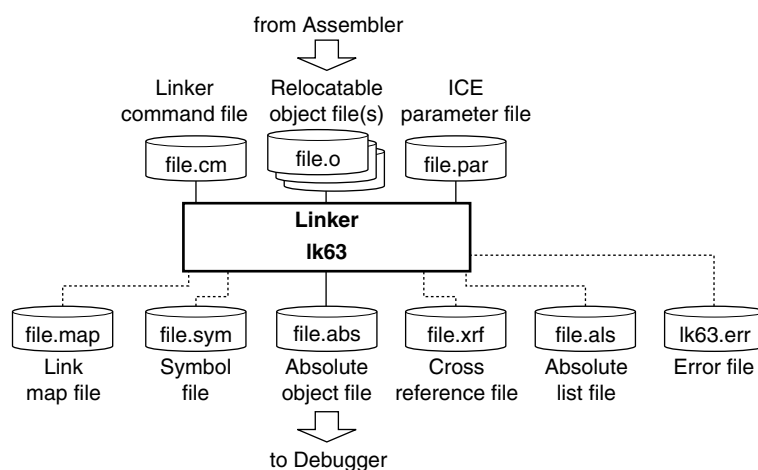 from Assembler
Linker Relocatable ICE
command file object file(s) parameter file
file.cm file.o file.par
Linker
lk63
file.map file.sym file.abs file.xrf file.als lk63.err
Link Symbol Absolute Cross Absolute Error file
map file file object file reference file list file
to Debugger